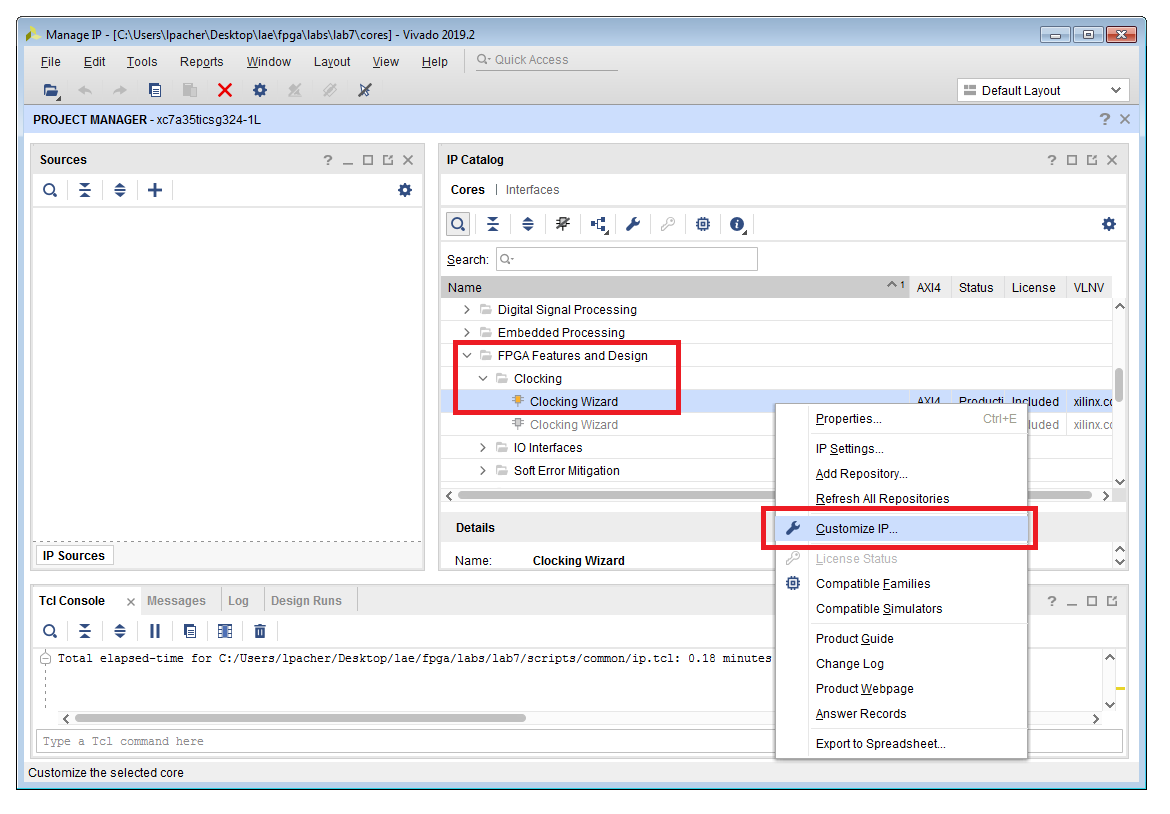 Manage IP - [C:\Users\lpacher\Desktop\lae\fpga\labs\lab7\cores] - Vivado 2019.2
File Edit Tools Reports Window Layout View Help Quick Access
Default Layout
PROJECT MANAGER - xc7a35ticsg324-1L ?
Sources ?
IP Catalog ?
Cores | Interfaces
Search:
Name 1 AXI4 Status License VLNV
Digital Signal Processing
Embedded Processing
FPGA Features and Design
Clocking
Clocking Wizard AXI4 Producti Included xilinx.co
Clocking Wizard luded xilinx.co
IO Interfaces
Soft Error Mitigation
Details
Name: Clocking Wizard
IP Sources
Properties... Ctrl+E
IP Settings...
Add Repository...
Refresh All Repositories
Customize IP...
License Status
Compatible Families
Compatible Simulators
Product Guide
Change Log
Product Webpage
Answer Records
Export to Spreadsheet...
Tcl Console Messages Log Design Runs ?
Total elapsed-time for C:/Users/lpacher/Desktop/lae/fpga/labs/lab7/scripts/common/ip.tcl: 0.18 minutes
Type a Tcl command here
Customize the selected core